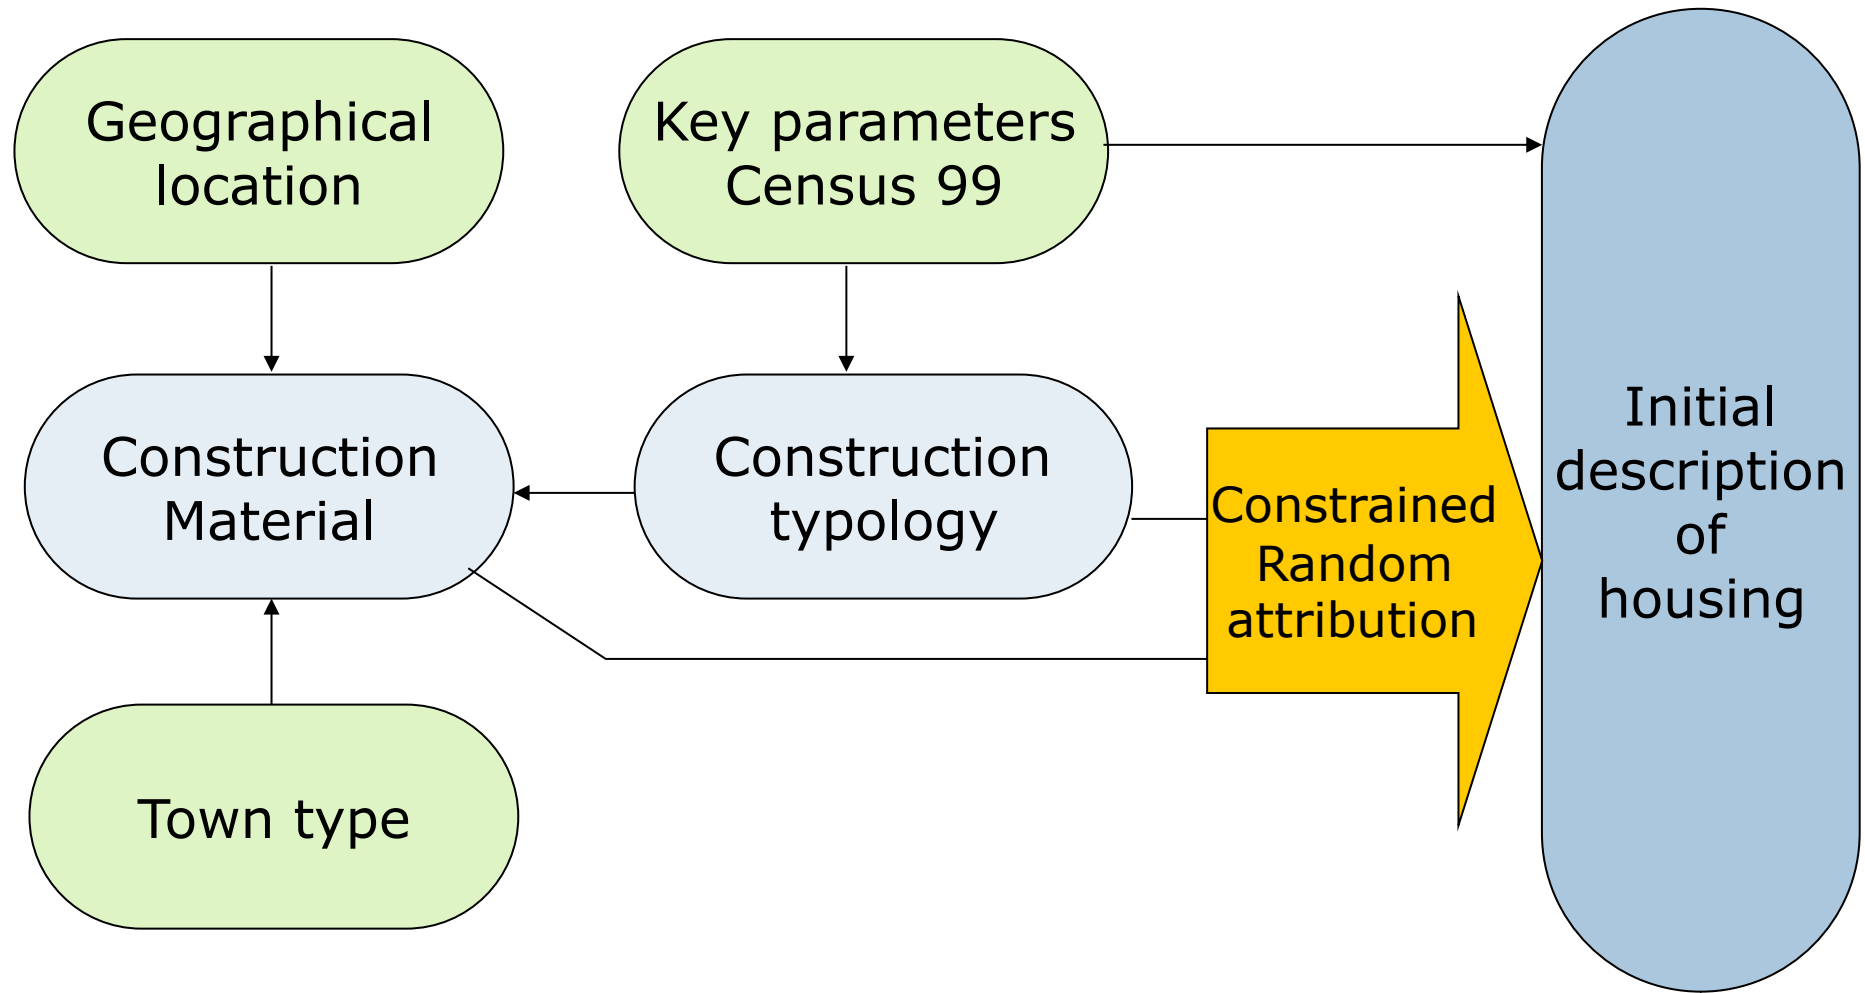 Geographical
location
Key parameters
Census 99
Construction
Material
Construction
typology
Constrained
Random
attribution
Initial
description
of
housing
Town type